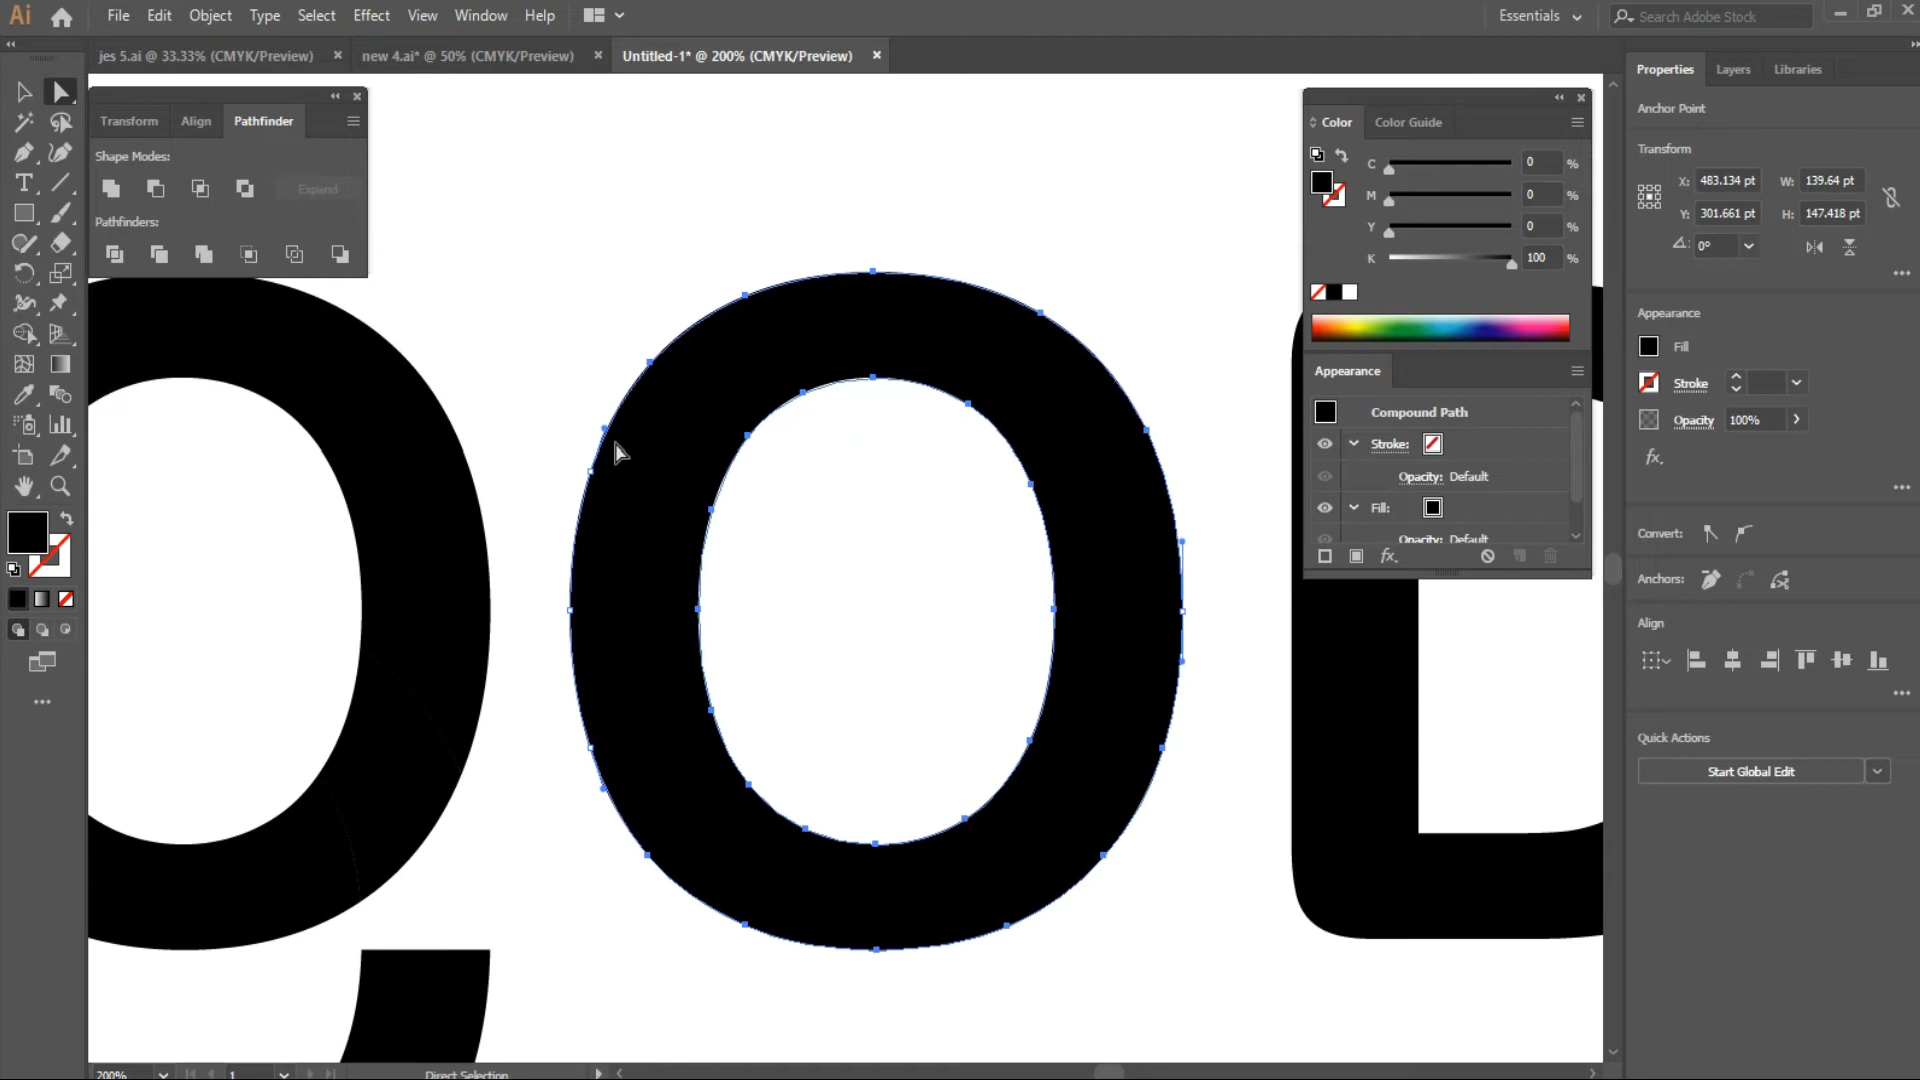 Ai
File Edit Object Type Select Effect View Window Help
Essentials
Search Adobe Stock
jes 5.ai @ 33.33% (CMYK/Preview)
new 4.ai* @ 50% (CMYK/Preview)
Untitled-1* @ 200% (CMYK/Preview)
Transform Align Pathfinder
Shape Modes:
Expand
Pathfinders:
Color Color Guide
C 0 %
M 0 %
Y 0 %
K 100 %
Appearance
Compound Path
Stroke:
Opacity: Default
Fill:
Opacity: Default
fx.
Properties Layers Libraries
Anchor Point
Transform
X: 483.134 pt W: 139.64 pt
Y: 301.661 pt H: 147.418 pt
0°
Appearance
Fill
Stroke
Opacity 100%
fx.
Convert:
Anchors:
Align
Quick Actions
Start Global Edit
O
200% 1 Direct Selection